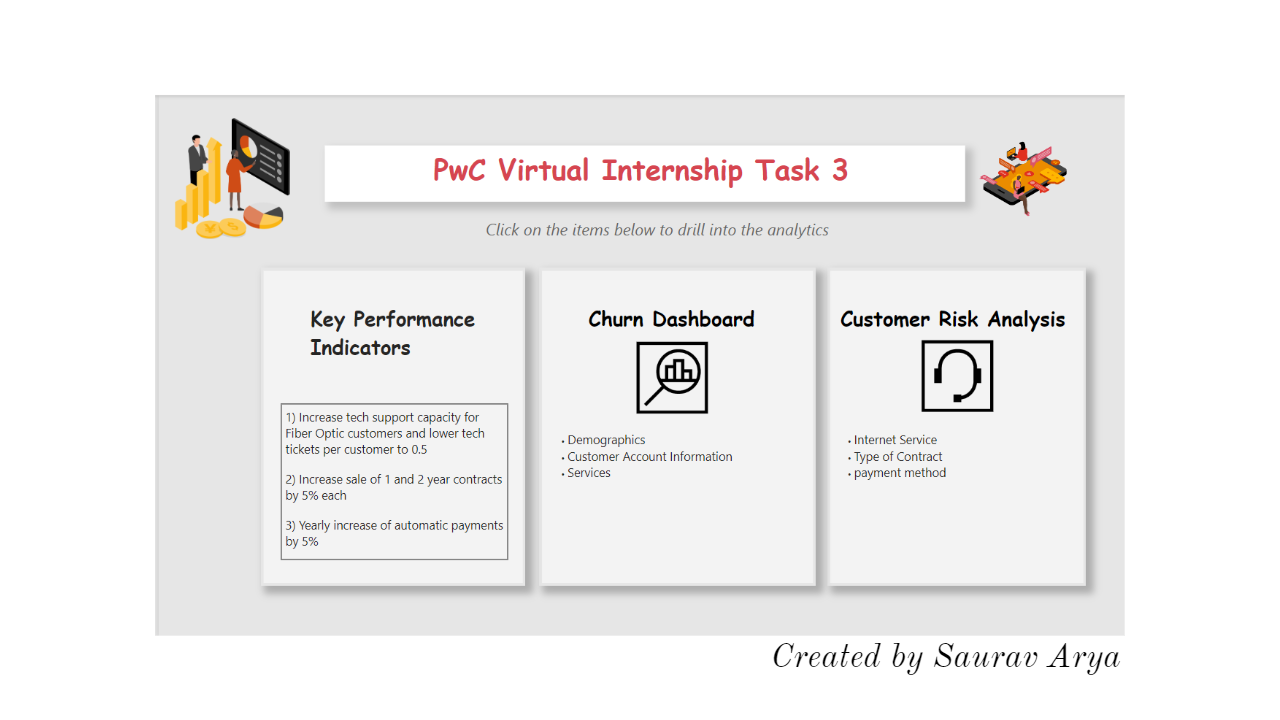 PwC Virtual Internship Task 3
Click on the items below to drill into the analytics
Key Performance
Indicators
1) Increase tech support capacity for
Fiber Optic customers and lower tech
tickets per customer to 0.5
2) Increase sale of 1 and 2 year contracts
by 5% each
3) Yearly increase of automatic payments
by 5%
Churn Dashboard
• Demographics
• Customer Account Information
• Services
Customer Risk Analysis
• Internet Service
• Type of Contract
• payment method
Created by Saurav Arya